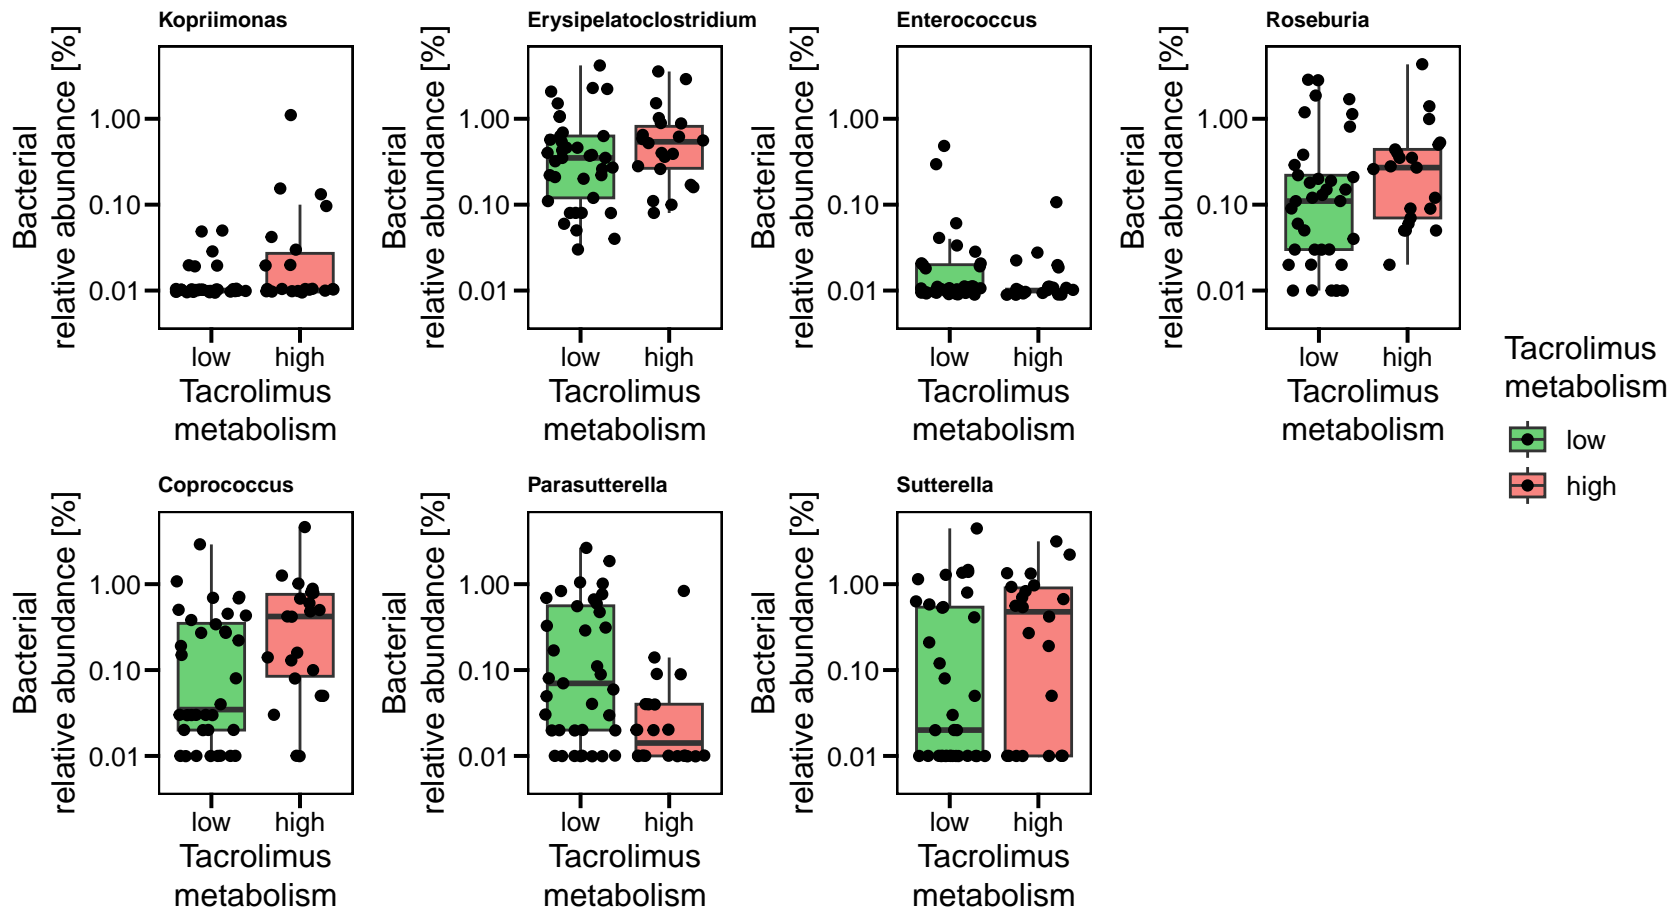 Kopriimonas
Bacterial
relative abundance [%]
1.00
0.10
0.01
low high
Tacrolimus
metabolism
Erysipelatoclostridium
Bacterial
relative abundance [%]
1.00
0.10
0.01
low high
Tacrolimus
metabolism
Enterococcus
Bacterial
relative abundance [%]
1.00
0.10
0.01
low high
Tacrolimus
metabolism
Roseburia
Bacterial
relative abundance [%]
1.00
0.10
0.01
low high
Tacrolimus
metabolism
Tacrolimus
metabolism
low
high
Coprococcus
Bacterial
relative abundance [%]
1.00
0.10
0.01
low high
Tacrolimus
metabolism
Parasutterella
Bacterial
relative abundance [%]
1.00
0.10
0.01
low high
Tacrolimus
metabolism
Sutterella
Bacterial
relative abundance [%]
1.00
0.10
0.01
low high
Tacrolimus
metabolism